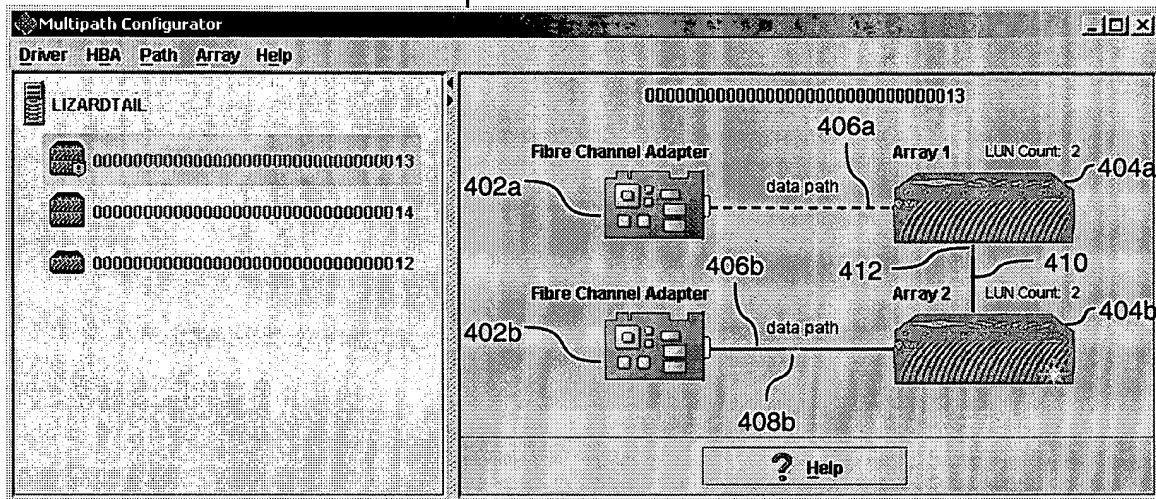 Multipath Configurator
Driver HBA Path Array Help
LIZARDTAIL
00000000000000000000000000000013
00000000000000000000000000000014
00000000000000000000000000000012
00000000000000000000000000000013
406a
Fibre Channel Adapter
Array 1 LUN Count: 2
402a
data path
404a
406b
412
410
Fibre Channel Adapter
Array 2 LUN Count: 2
402b
data path
404b
408b
? Help